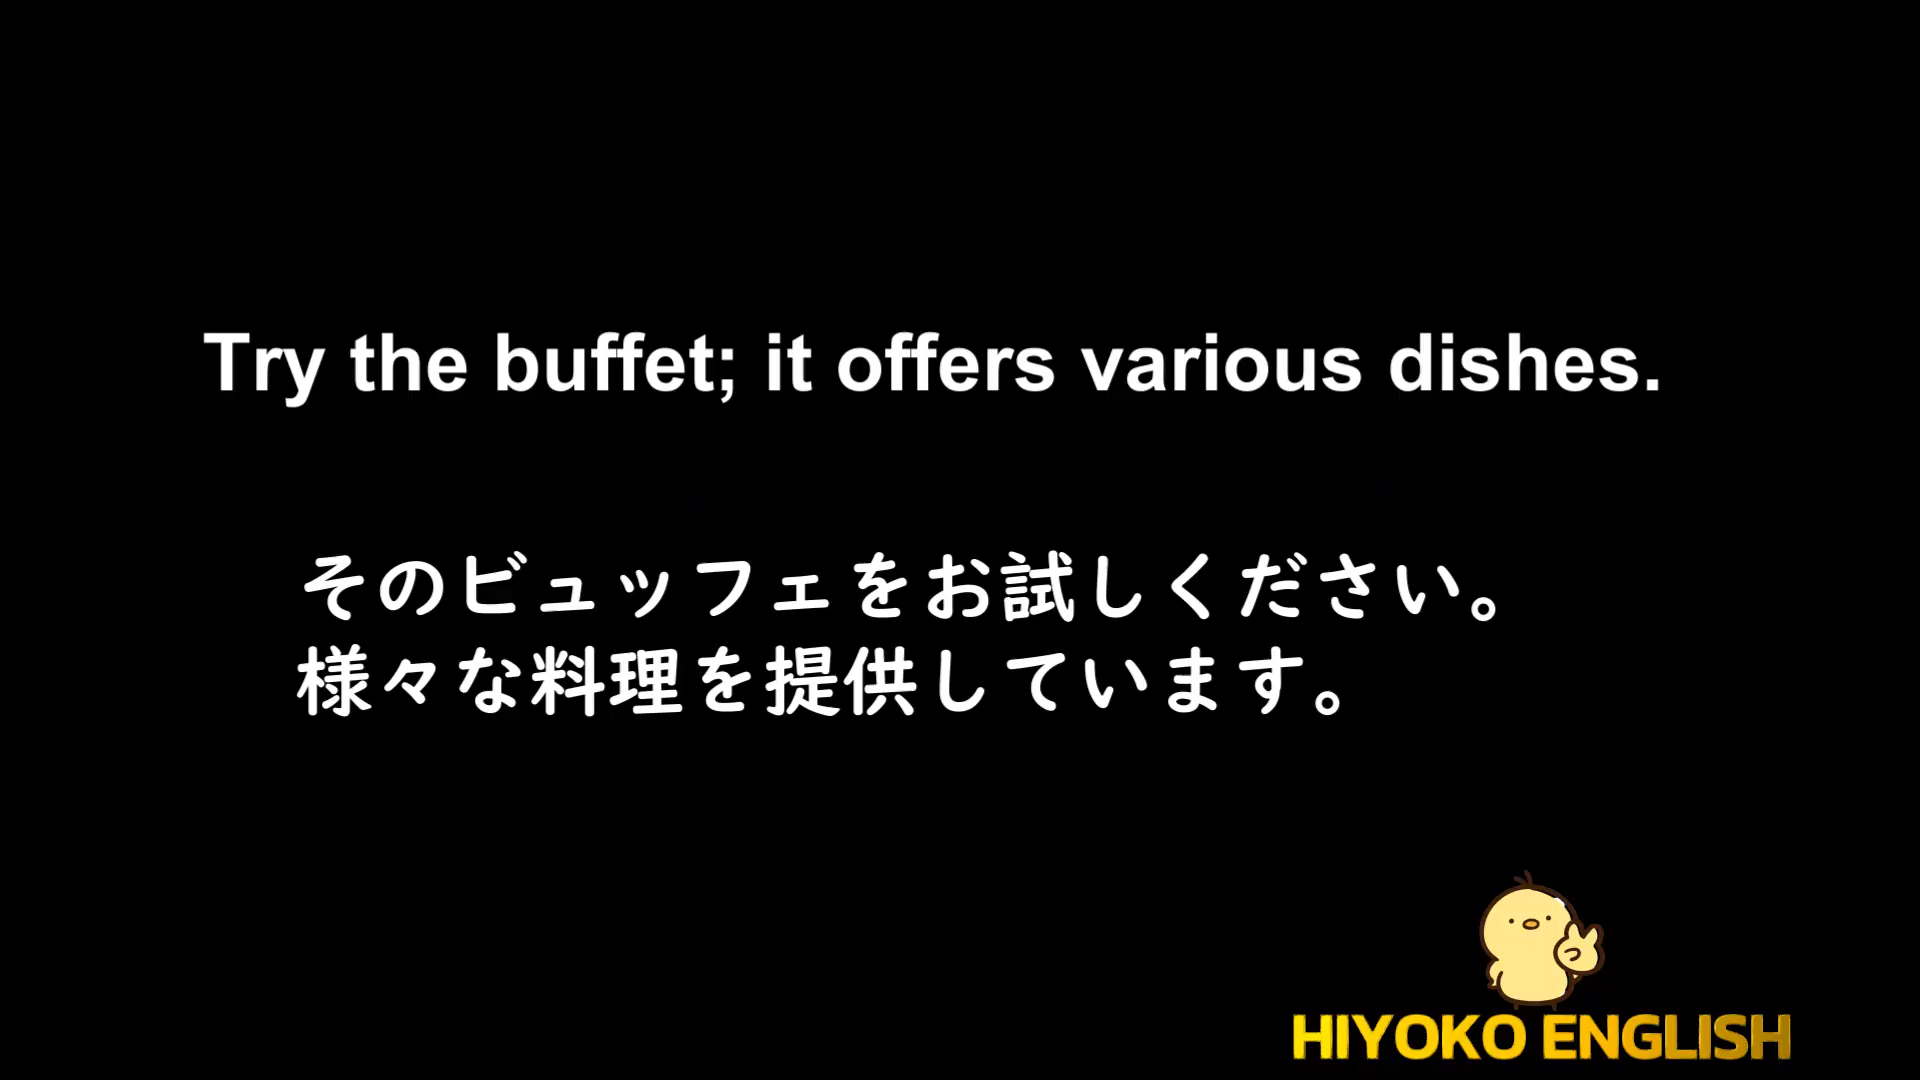 Try the buffet; it offers various dishes.
そのビュッフェをお試しください。
様々な料理を提供しています。
HIYOKO ENGLISH